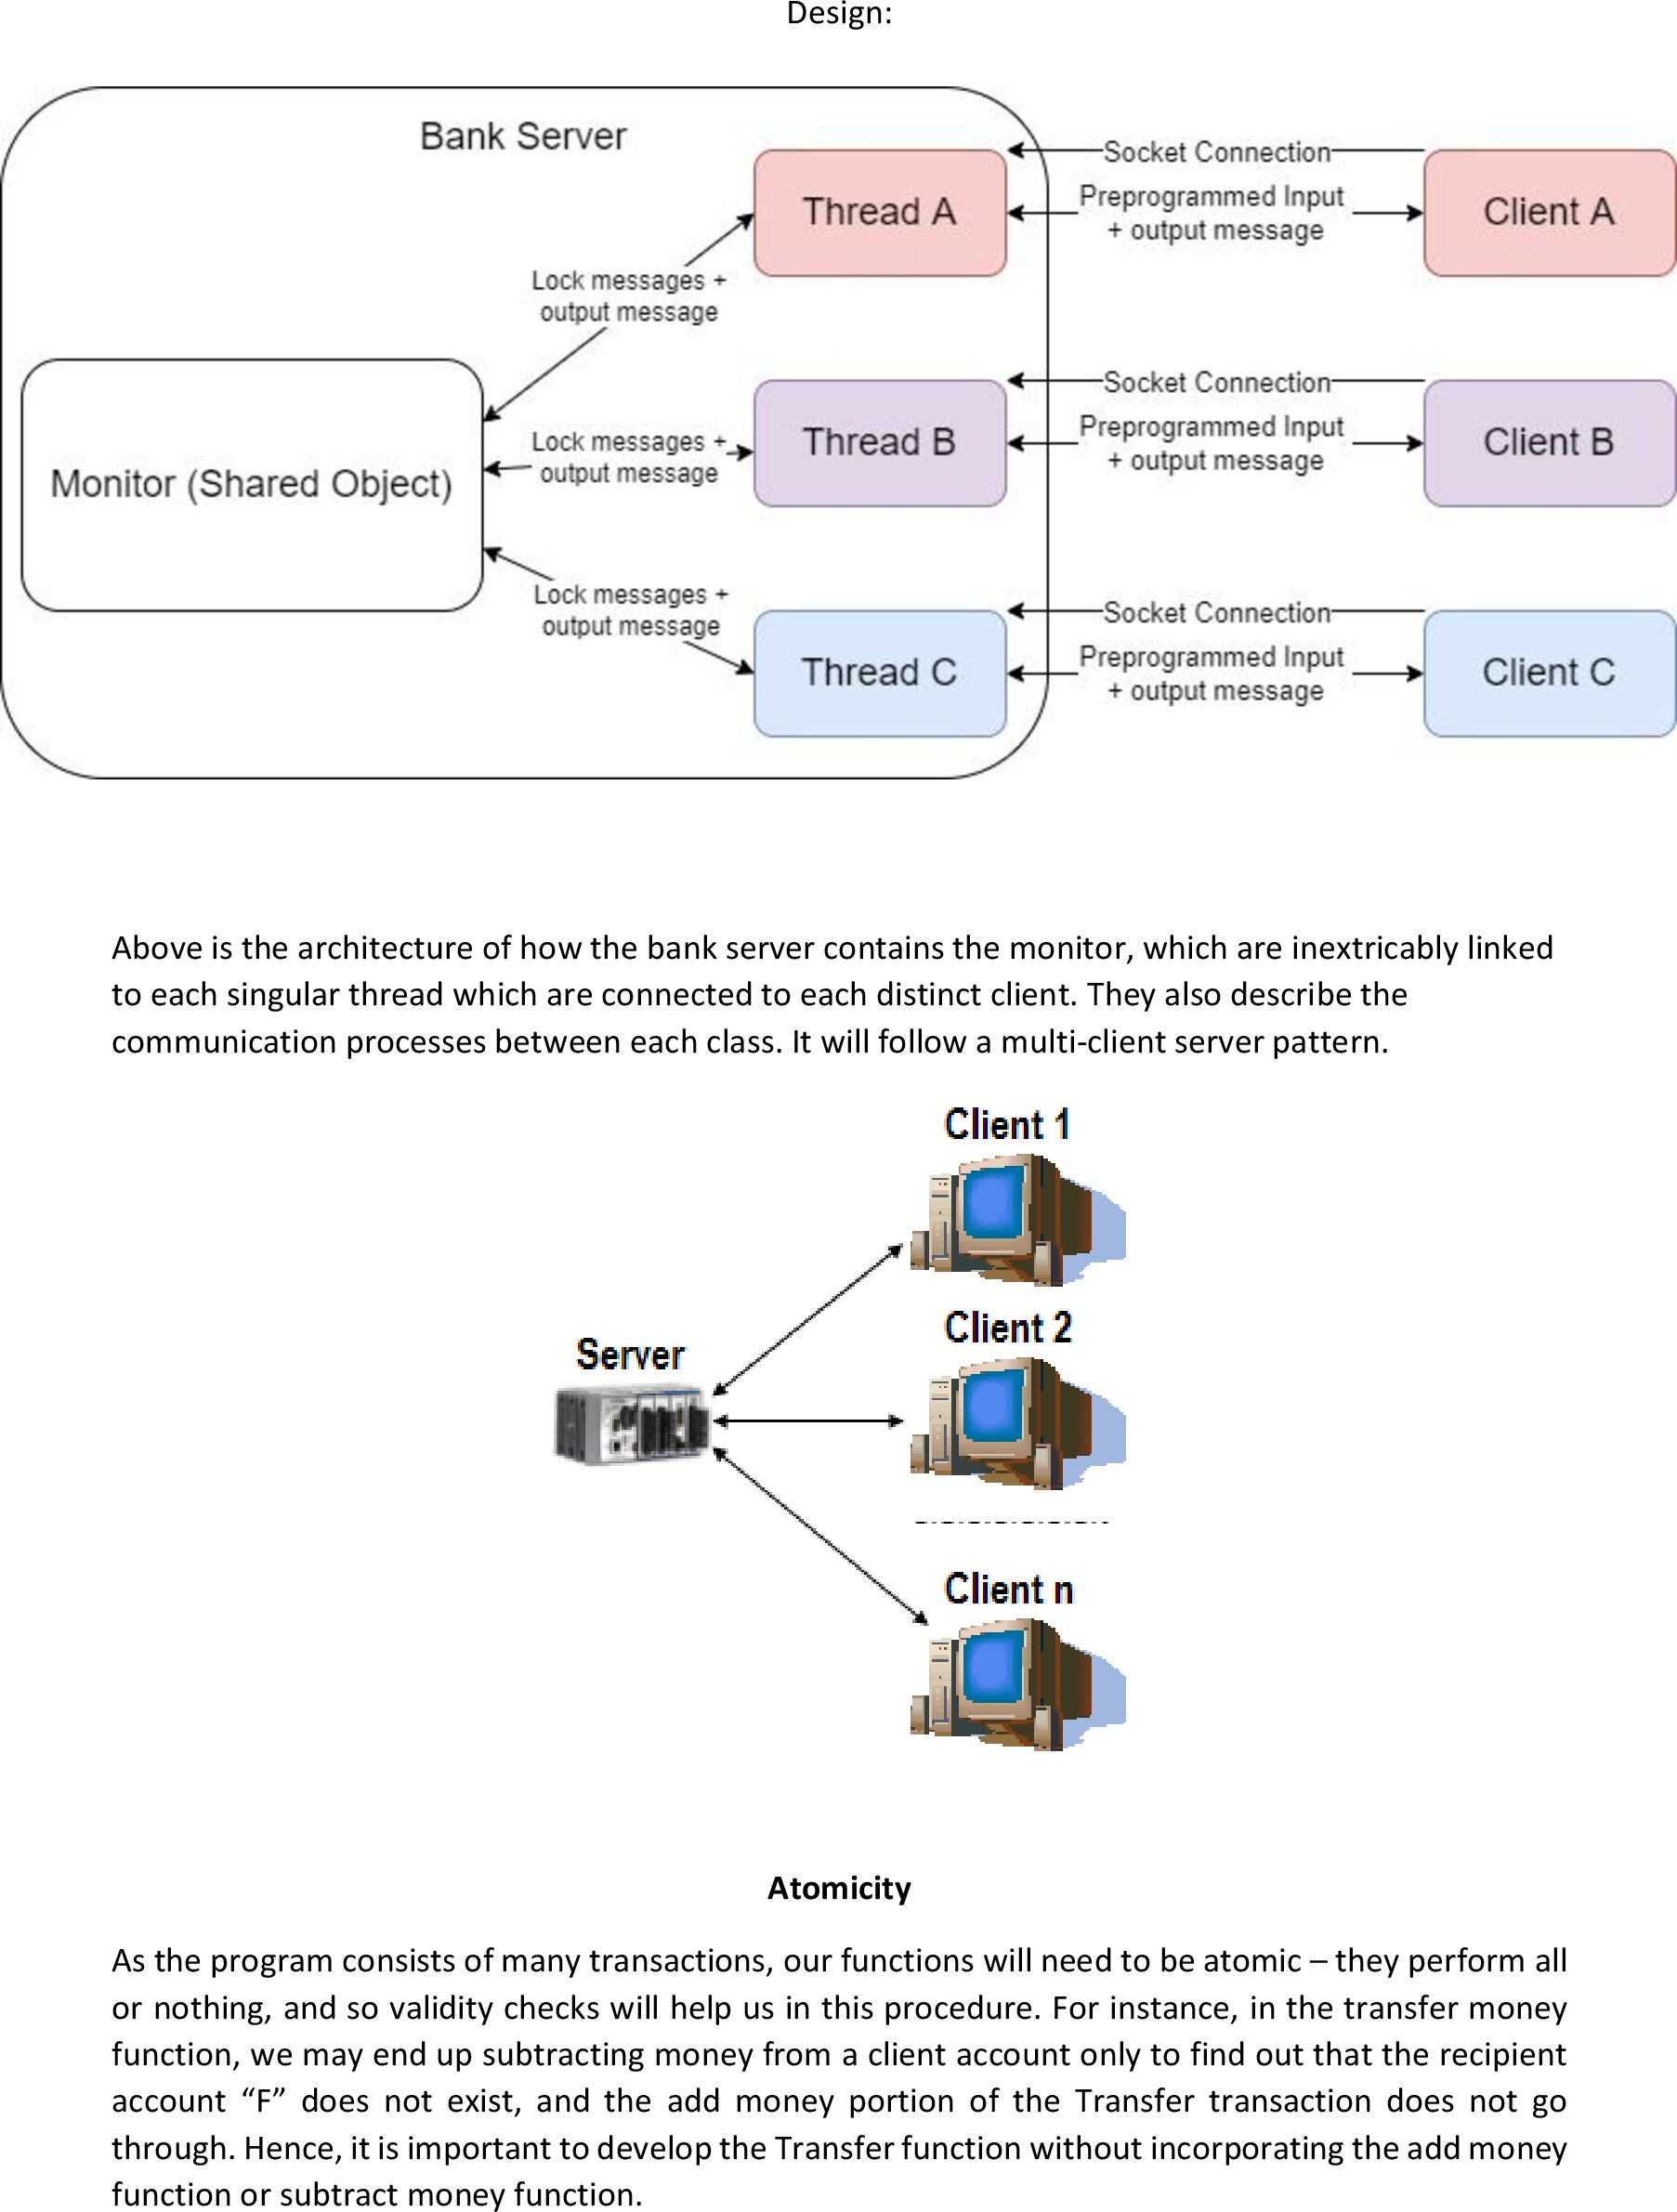 Design:
Bank Server
Thread A
Socket Connection
Preprogrammed Input
+ output message
Client A
Lock messages +
output message
Monitor (Shared Object)
Lock messages +
output message
Thread B
Socket Connection
Preprogrammed Input
+ output message
Client B
Lock messages +
output message
Thread C
Socket Connection
Preprogrammed Input
+ output message
Client C
Above is the architecture of how the bank server contains the monitor, which are inextricably linked
to each singular thread which are connected to each distinct client. They also describe the
communication processes between each class. It will follow a multi-client server pattern.
Client 1
Client 2
Server
Client n
Atomicity
As the program consists of many transactions, our functions will need to be atomic – they perform all
or nothing, and so validity checks will help us in this procedure. For instance, in the transfer money
function, we may end up subtracting money from a client account only to find out that the recipient
account “F” does not exist, and the add money portion of the Transfer transaction does not go
through. Hence, it is important to develop the Transfer function without incorporating the add money
function or subtract money function.